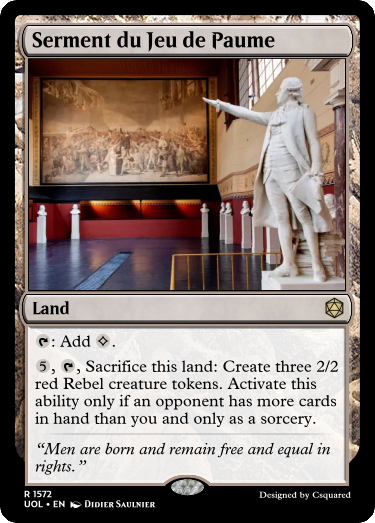 Serment du Jeu de Paume
Land
: Add .
5, , Sacrifice this land: Create three 2/2
red Rebel creature tokens. Activate this
ability only if an opponent has more cards
in hand than you and only as a sorcery.
“Men are born and remain free and equal in
rights.”
R 1572
UOL • EN Didier Saulnier
Designed by Csquared